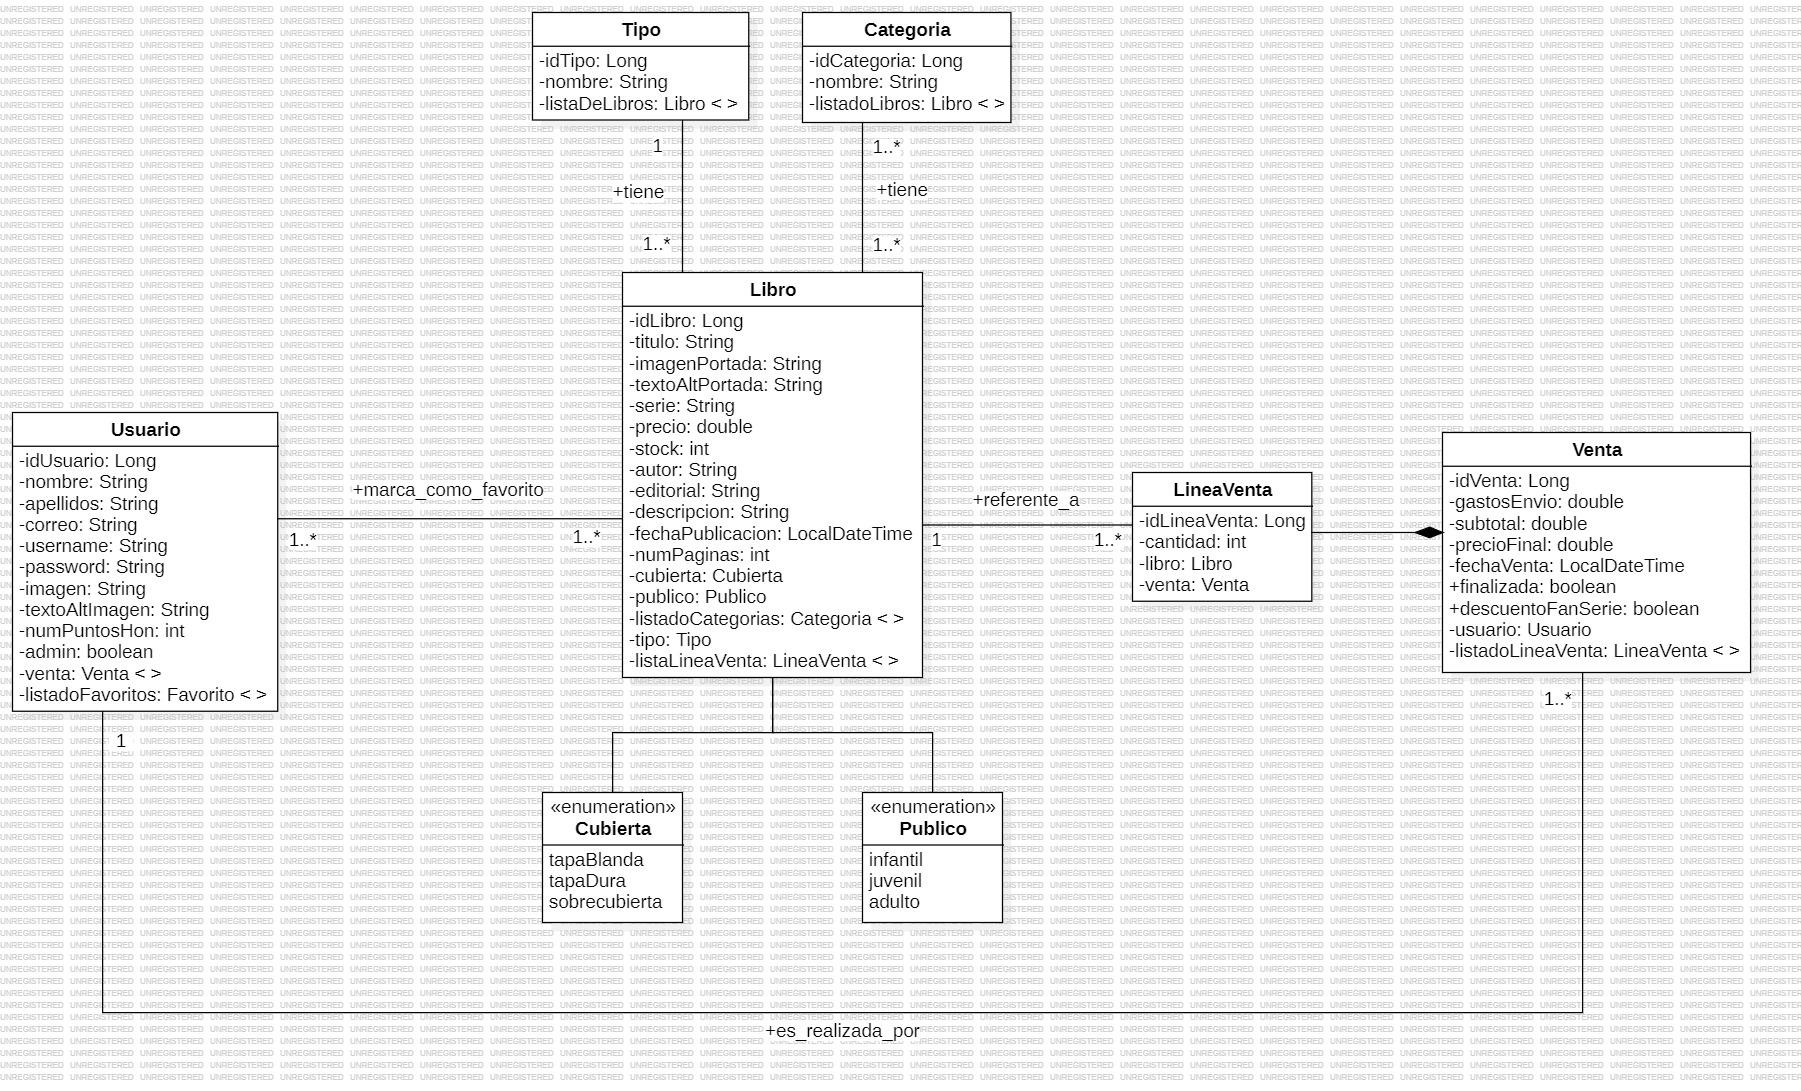 Tipo
-idTipo: Long
-nombre: String
-listaDeLibros: Libro < >
Categoria
-idCategoria: Long
-nombre: String
-listadoLibros: Libro < >
1
+tiene
1..*
1..*
+tiene
1..*
Libro
-idLibro: Long
-titulo: String
-imagenPortada: String
-textoAltPortada: String
-serie: String
-precio: double
-stock: int
-autor: String
-editorial: String
-descripcion: String
-fechaPublicacion: LocalDateTime
-numPaginas: int
-cubierta: Cubierta
-publico: Publico
-listadoCategorias: Categoria < >
-tipo: Tipo
-listaLineaVenta: LineaVenta < >
Usuario
-idUsuario: Long
-nombre: String
-apellidos: String
-correo: String
-username: String
-password: String
-imagen: String
-textoAltImagen: String
-numPuntosHon: int
-admin: boolean
-venta: Venta < >
-listadoFavoritos: Favorito < >
+marca_como_favorito
1..*
1..*
+referente_a
1
1..*
LineaVenta
-idLineaVenta: Long
-cantidad: int
-libro: Libro
-venta: Venta
Venta
-idVenta: Long
-gastosEnvio: double
-subtotal: double
-precioFinal: double
-fechaVenta: LocalDateTime
+finalizada: boolean
+descuentoFanSerie: boolean
-usuario: Usuario
-listadoLineaVenta: LineaVenta < >
1..*
1
«enumeration»
Cubierta
tapaBlanda
tapaDura
sobrecubierta
«enumeration»
Publico
infantil
juvenil
adulto
+es_realizada_por
UNREGISTERED